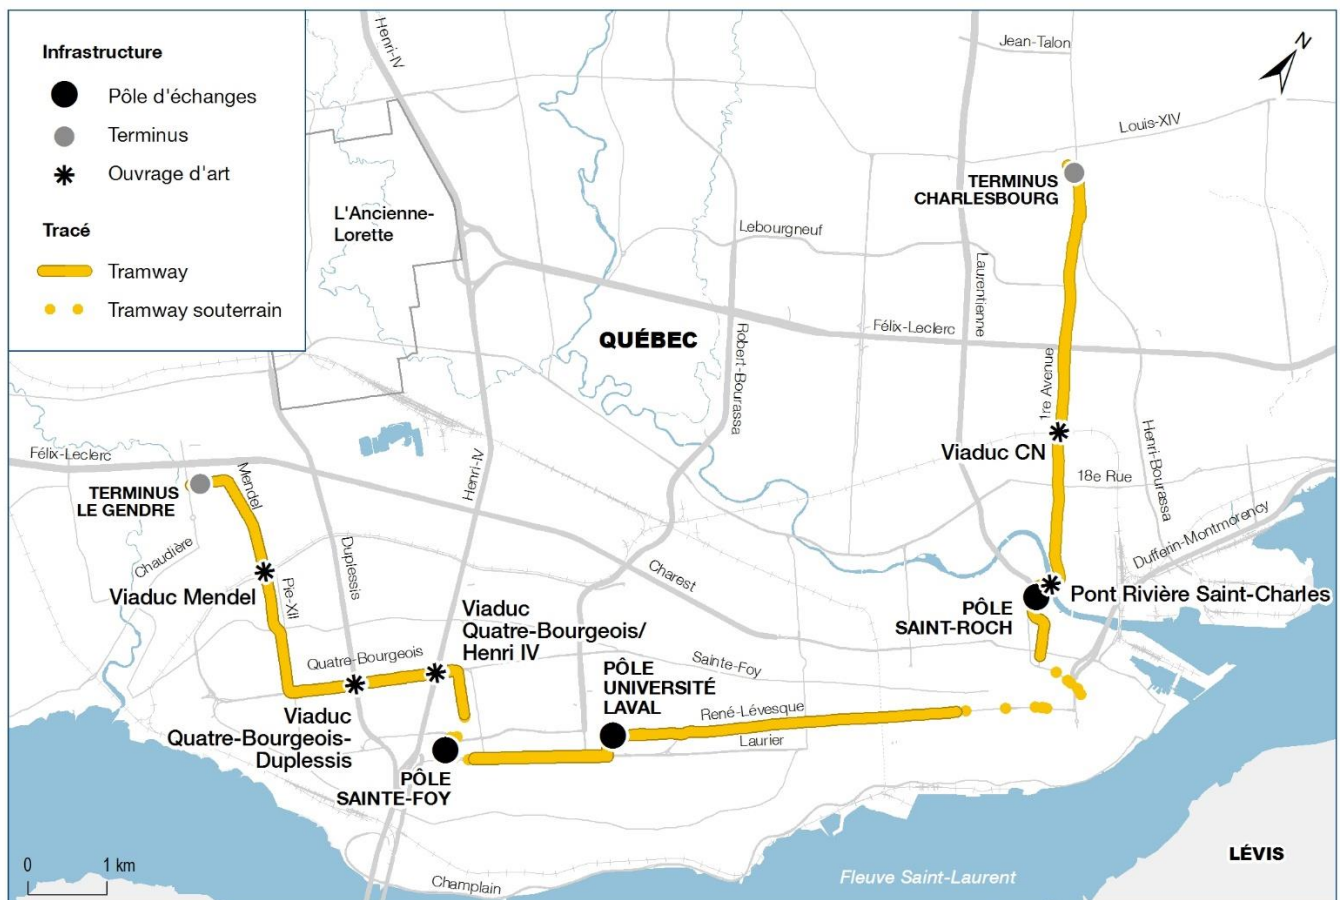 Infrastructure
Pôle d'échanges
Terminus
Ouvrage d'art
Tracé
Tramway
Tramway souterrain
Henri-IV
Jean-Talon
N
Louis-XIV
TERMINUS
CHARLESBOURG
L'Ancienne-
Lorette
Lebourgneuf
Laurentienne
QUÉBEC
Félix-Leclerc
Robert-Bourassa
1re Avenue
Viaduc CN
Henri-Bourassa
18e Rue
Félix-Leclerc
Mendel
Henri-IV
TERMINUS
LE GENDRE
Dufferin-Montmorency
Chaudière
Duplessis
Charest
Viaduc Mendel
Pie-XII
Pont Rivière Saint-Charles
PÔLE
SAINT-ROCH
Viaduc
Quatre-Bourgeois/
Henri IV
Quatre-Bourgeois
Sainte-Foy
PÔLE
UNIVERSITÉ
LAVAL
René-Lévesque
Laurier
Viaduc
Quatre-Bourgeois-
Duplessis
PÔLE
SAINTE-FOY
0 1 km
Champlain
Fleuve Saint-Laurent
LÉVIS